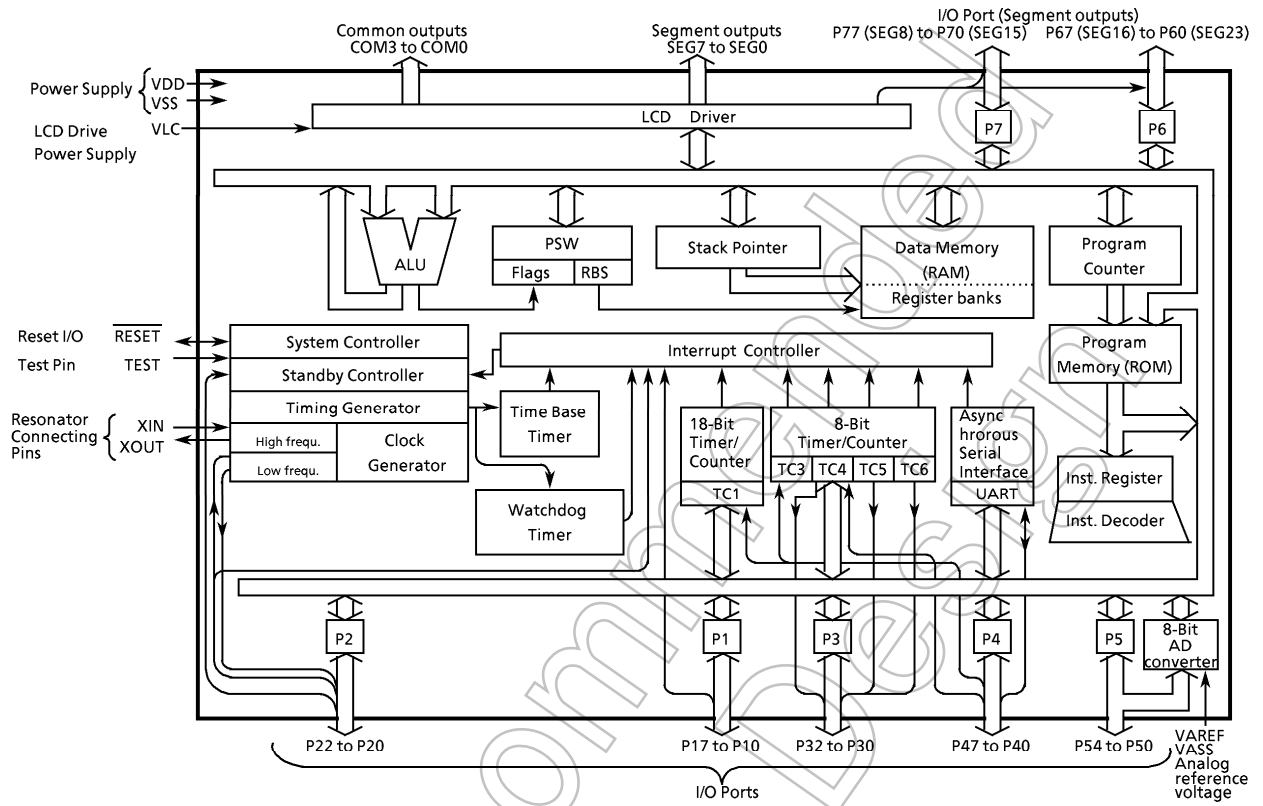 I/O Port (Segment outputs)
Common outputs
COM3 to COM0
Segment outputs
SEG7 to SEG0
P77 (SEG8) to P70 (SEG15)
P67 (SEG16) to P60 (SEG23)
Power Supply
VDD
VSS
LCD Drive
Power Supply
VLC
LCD Driver
P7
P6
ALU
PSW
Flags
RBS
Stack Pointer
Data Memory
(RAM)
Register banks
Program
Counter
Reset I/O
RESET
Test Pin
TEST
System Controller
Standby Controller
Timing Generator
High frequ.
Low frequ.
Clock
Generator
Interrupt Controller
Program
Memory (ROM)
Resonator
Connecting
Pins
XIN
XOUT
Time Base
Timer
Watchdog
Timer
18-Bit
Timer/
Counter
TC1
8-Bit
Timer/Counter
TC3
TC4
TC5
TC6
Async
hrorous
Serial
Interface
UART
Inst. Register
Inst. Decoder
P2
P1
P3
P4
P5
8-Bit
AD
converter
P22 to P20
P17 to P10
P32 to P30
P47 to P40
P54 to P50
VAREF
VASS
Analog
reference
voltage
I/O Ports
ommended
Design